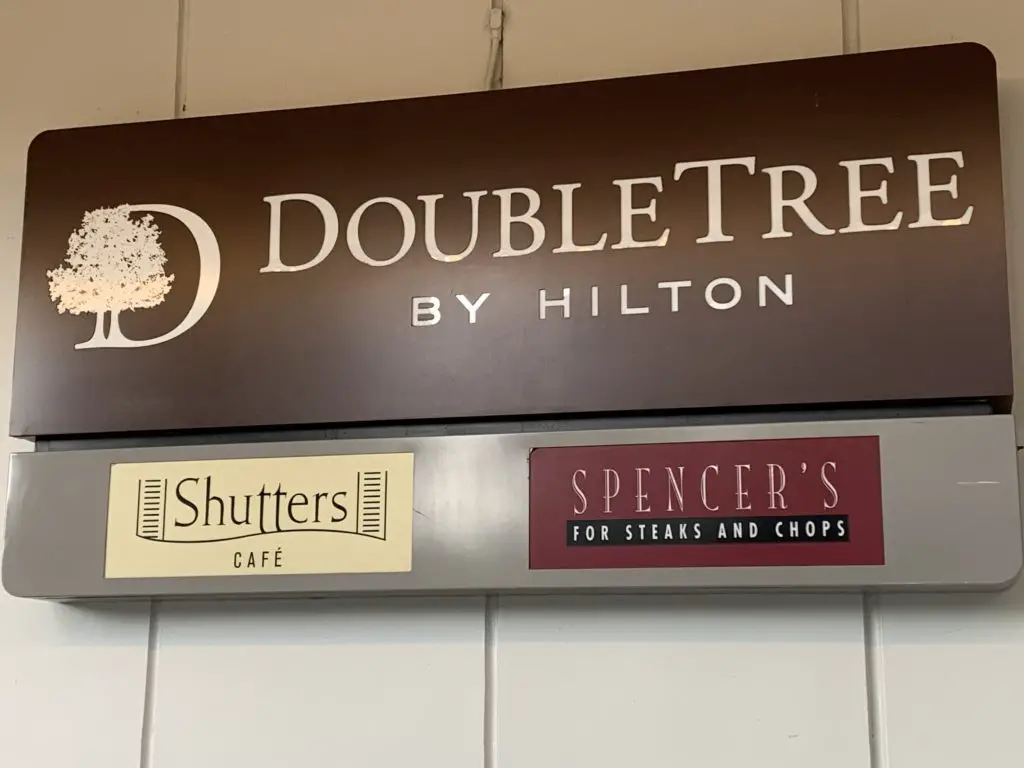 D DOUBLETREE
BY HILTON
Shutters
CAFÉ
SPENCER'S
FOR STEAKS AND CHOPS